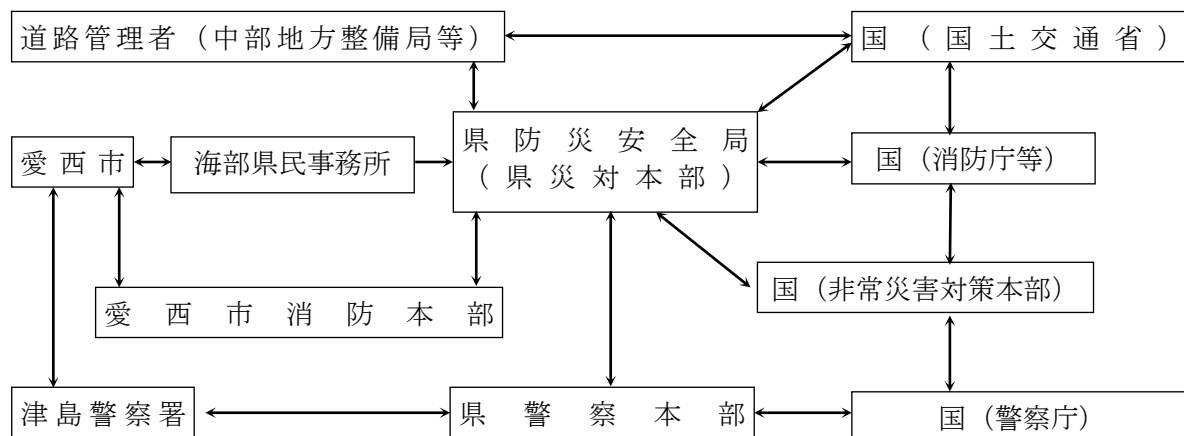 道路管理者（中部地方整備局等）
国（国土交通省）
県防災安全局
（県災対本部）
愛西市
海部県民事務所
国（消防庁等）
国（非常災害対策本部）
愛西市消防本部
津島警察署
県警察本部
国（警察庁）